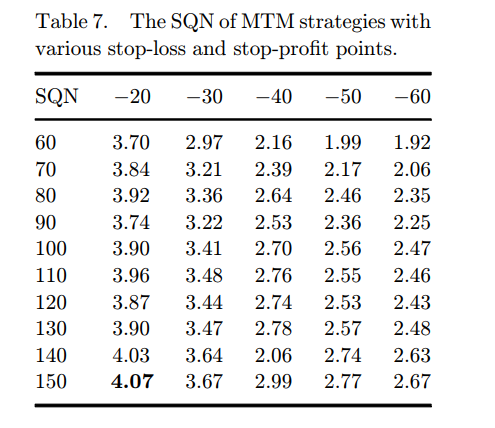 Table 7. The SQN of MTM strategies with
various stop-loss and stop-profit points.
SQN −20 −30 −40 −50 −60
60 3.70 2.97 2.16 1.99 1.92
70 3.84 3.21 2.39 2.17 2.06
80 3.92 3.36 2.64 2.46 2.35
90 3.74 3.22 2.53 2.36 2.25
100 3.90 3.41 2.70 2.56 2.47
110 3.96 3.48 2.76 2.55 2.46
120 3.87 3.44 2.74 2.53 2.43
130 3.90 3.47 2.78 2.57 2.48
140 4.03 3.64 2.06 2.74 2.63
150 4.07 3.67 2.99 2.77 2.67